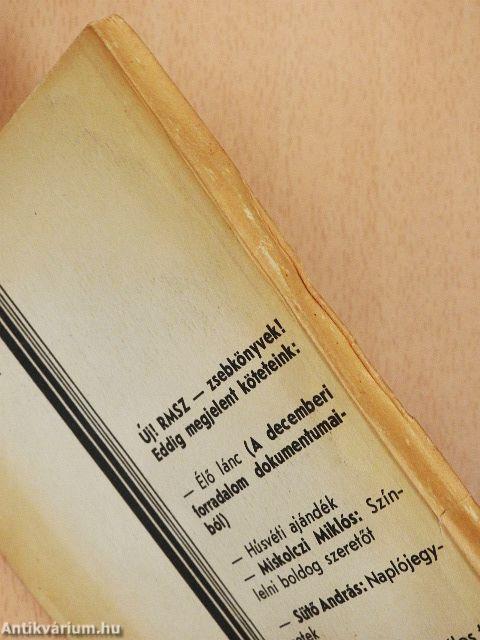 Új! RMSZ – zsebkönyvek!
Eddig megjelent köteteink:
– Élő lánc (A decemberi
forradalom dokumentumai-
ból)
– Húsvéti ajándék
– Miskolczi Miklós: Szín-
lelni boldog szeretőt
– Sütő András: Naplójegy-
Antikvárium.hu